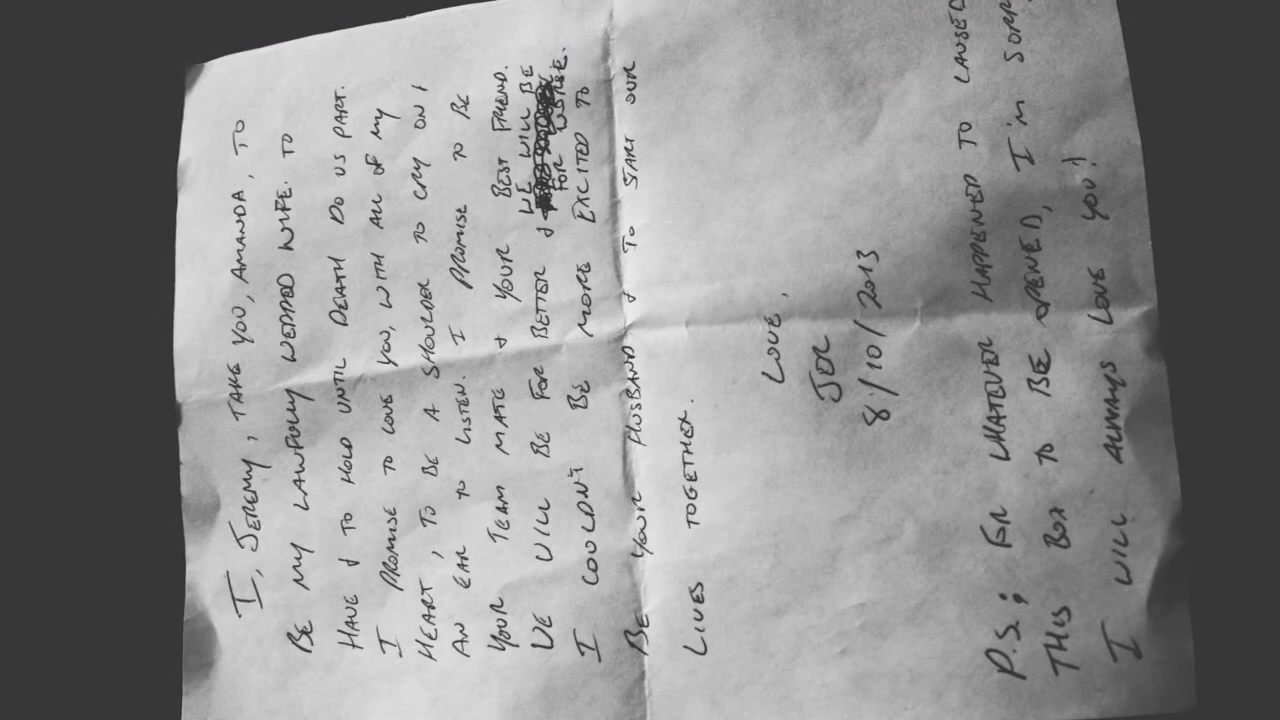 I, JEREMY, TAKE YOU, AMANDA, TO
BE MY LAWFULLY WEDDED WIFE. TO
HAVE & TO HOLD UNTIL DEATH DO US PART.
I PROMISE TO LOVE YOU, WITH ALL OF MY
HEART, TO BE A SHOULDER TO CRY ON,
AN EAR TO LISTEN. I PROMISE TO BE
YOUR TEAM MATE & YOUR BEST FRIEND.
WE WILL BE FOR BETTER & WE WILL BE
FOR WORSE.
I COULDN'T BE MORE EXCITED TO
BE YOUR HUSBAND & TO START OUR
LIVES TOGETHER.
LOVE,
JER
8/10/2013
P.S; FOR WHATEVER HAPPENED TO CAUSED
THIS BOX TO BE OPENED, I'M SORRY
I WILL ALWAYS LOVE YOU!